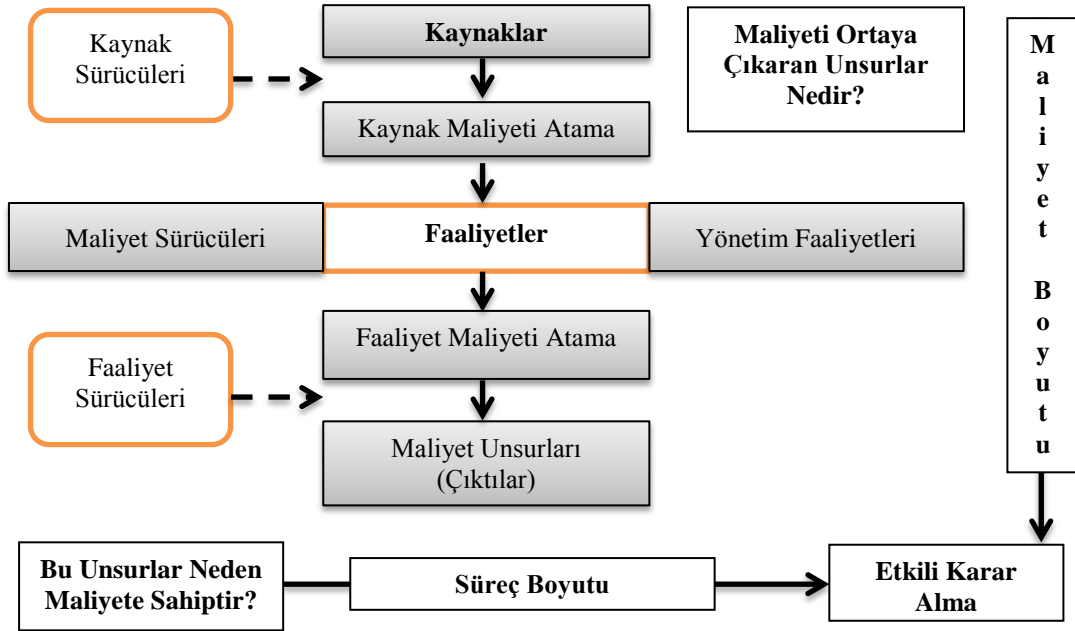 Kaynak
Sürücüleri
Kaynaklar
Maliyeti Ortaya
Çıkaran Unsurlar
Nedir?
Kaynak Maliyeti Atama
Maliyet Sürücüleri
Faaliyetler
Yönetim Faaliyetleri
Faaliyet
Sürücüleri
Faaliyet Maliyeti Atama
Maliyet Unsurları
(Çıktılar)
M
a
l
i
y
e
t
B
o
y
u
t
u
Bu Unsurlar Neden
Maliyete Sahiptir?
Süreç Boyutu
Etkili Karar
Alma